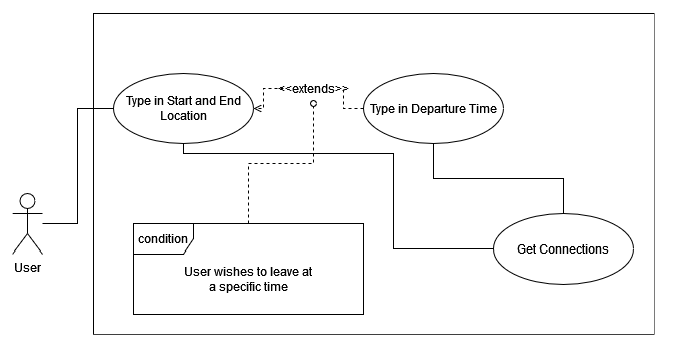 Type in Start and End
Location
<<extends>>
Type in Departure Time
condition
User wishes to leave at
a specific time
Get Connections
User